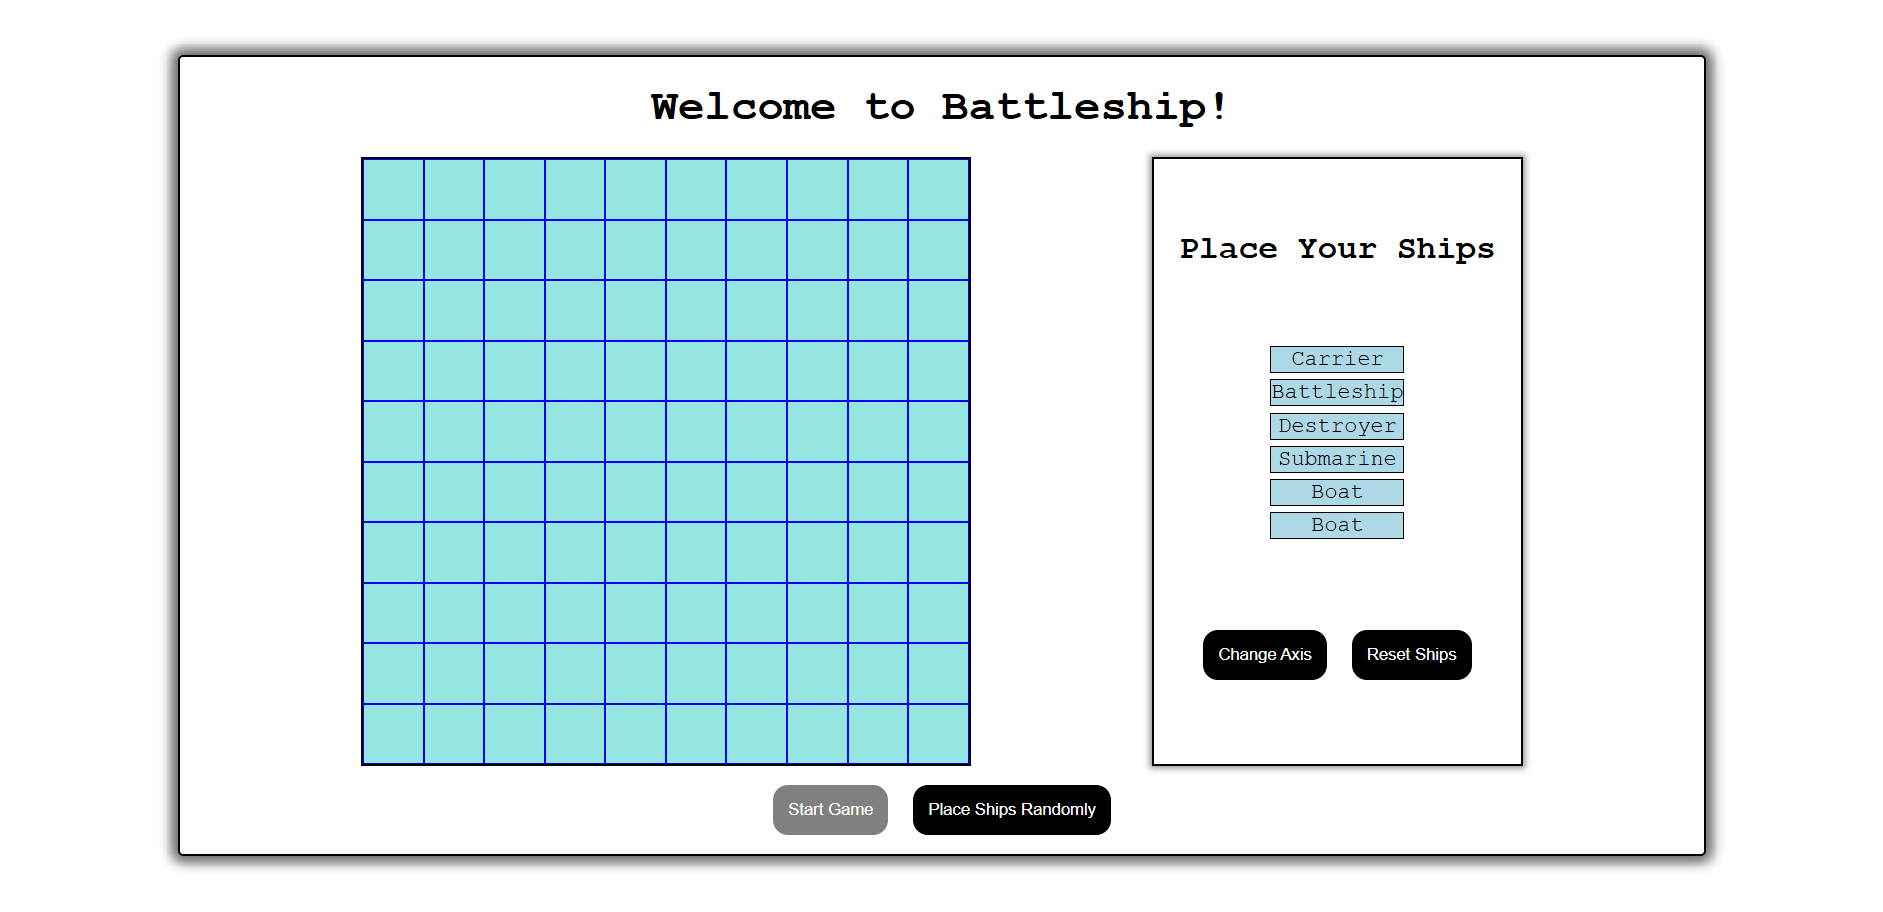 Welcome to Battleship!
Place Your Ships
Carrier
Battleship
Destroyer
Submarine
Boat
Boat
Change Axis
Reset Ships
Start Game
Place Ships Randomly